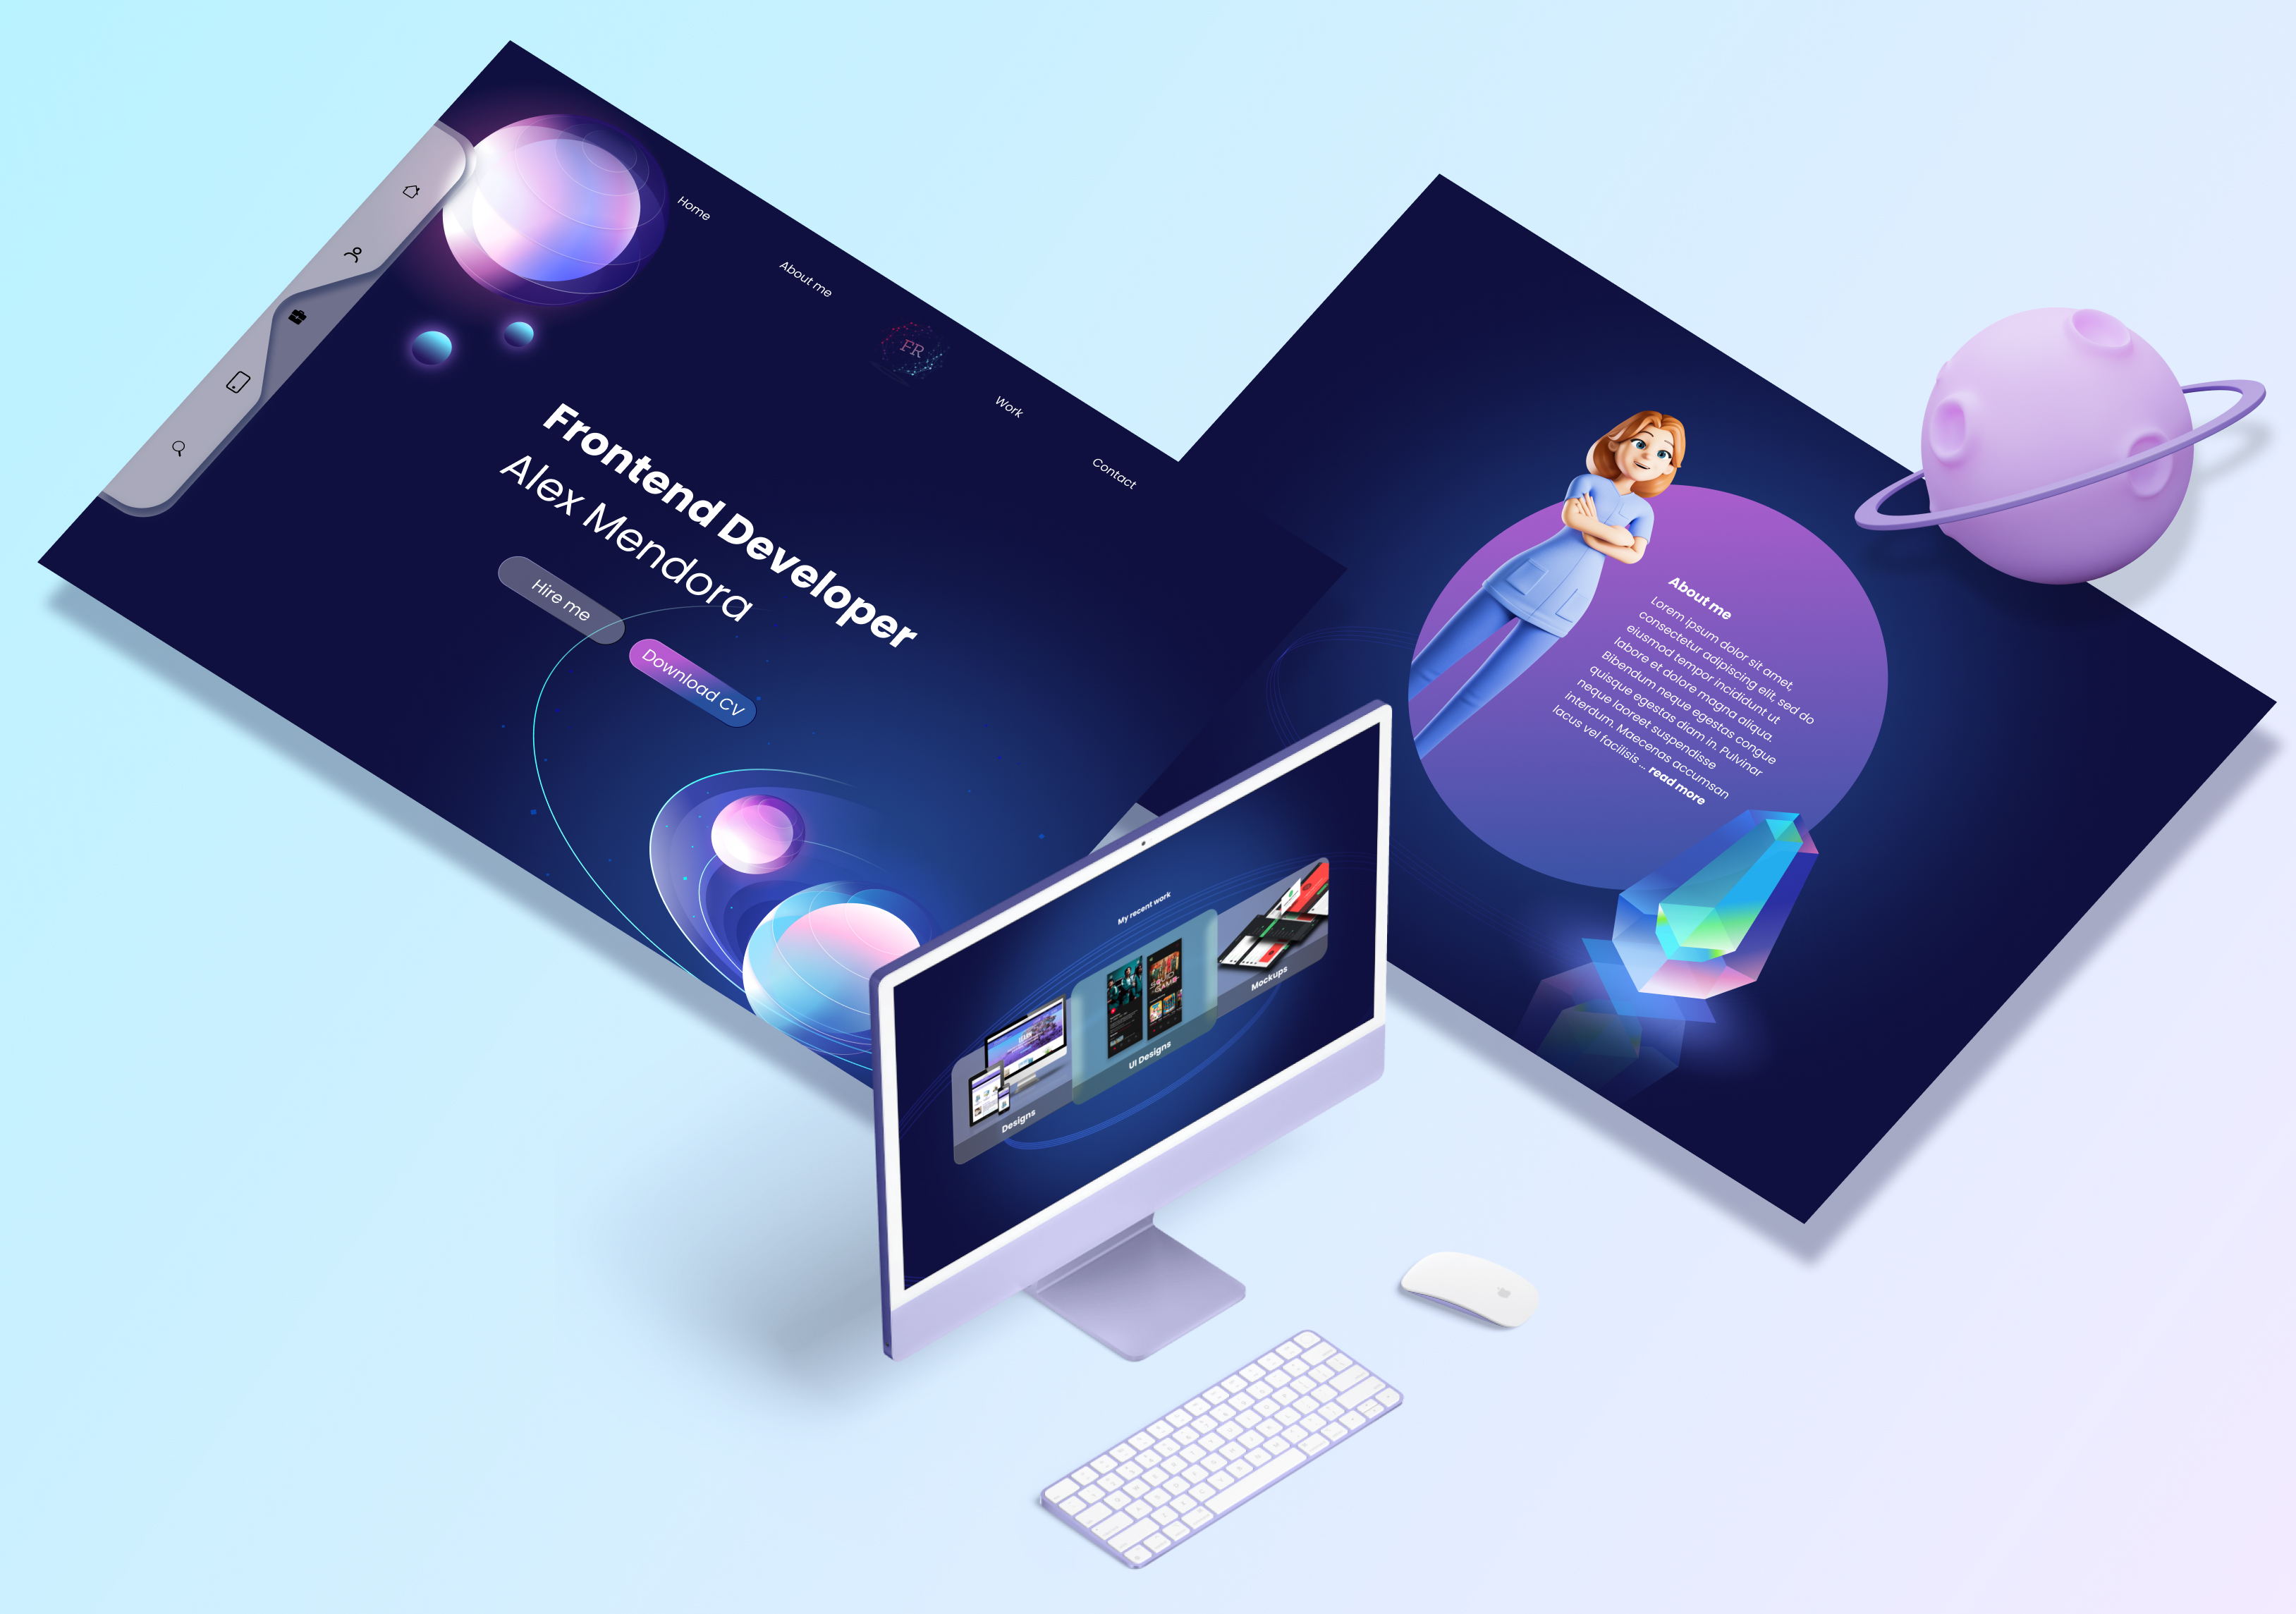 Home
About me
FR
Work
Contact
Frontend Developer
Alex Mendora
Hire me
Download CV
About me
Lorem ipsum dolor sit amet,
consectetur adipiscing elit, sed do
eiusmod tempor incididunt ut
labore et dolore magna aliqua.
Bibendum neque egestas congue
quisque egestas diam in. Pulvinar
neque laoreet suspendisse
interdum. Maecenas accumsan
lacus vel facilisis ... read more
My recent work
Designs
UI Designs
Mockups